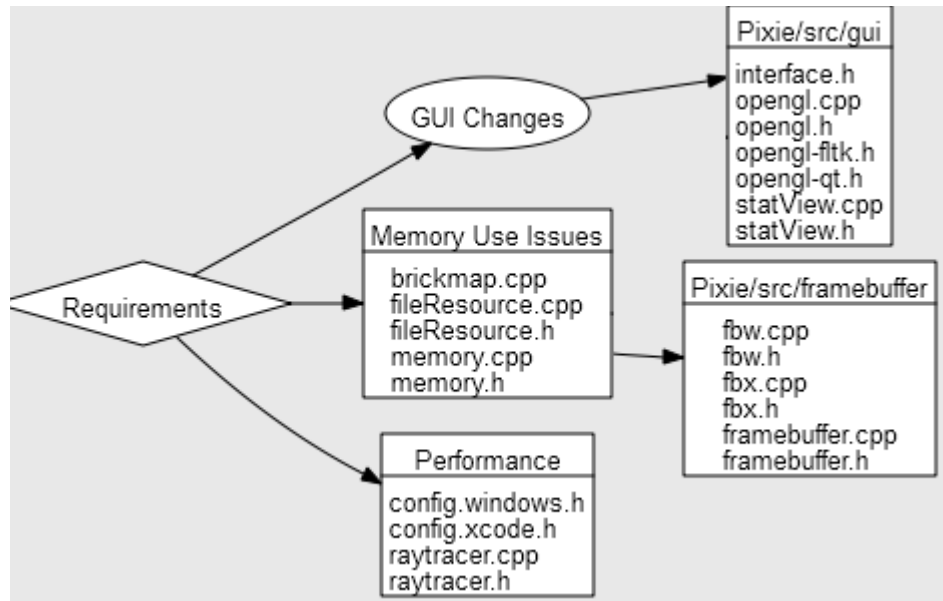 Requirements
GUI Changes
Pixie/src/gui
interface.h
opengl.cpp
opengl.h
opengl-fltk.h
opengl-qt.h
statView.cpp
statView.h
Memory Use Issues
brickmap.cpp
fileResource.cpp
fileResource.h
memory.cpp
memory.h
Pixie/src/framebuffer
fbw.cpp
fbw.h
fbx.cpp
fbx.h
framebuffer.cpp
framebuffer.h
Performance
config.windows.h
config.xcode.h
raytracer.cpp
raytracer.h